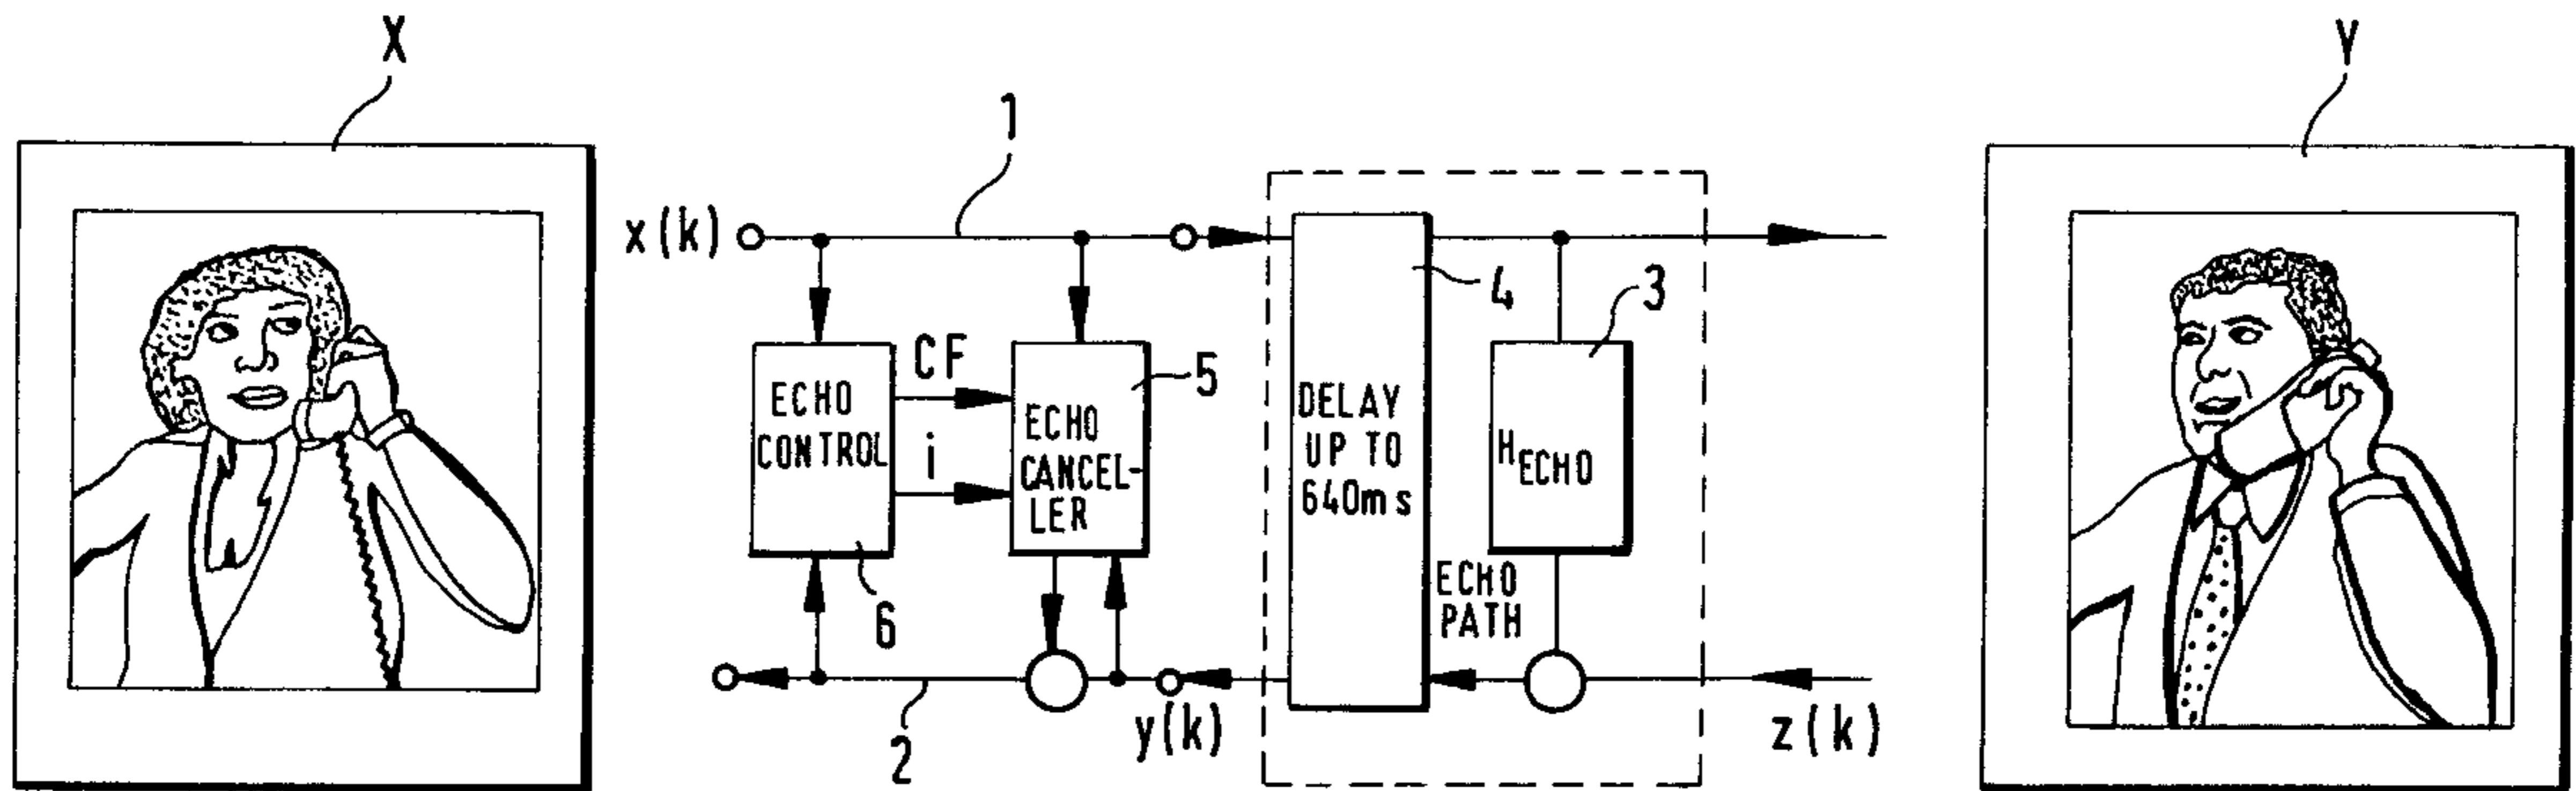 X
Y
1
x(k)
4
3
CF
5
ECHO
CONTROL
i
ECHO
CANCEL-
LER
DELAY
UP TO
640ms
HECHO
ECHO
PATH
6
2
y(k)
z(k)